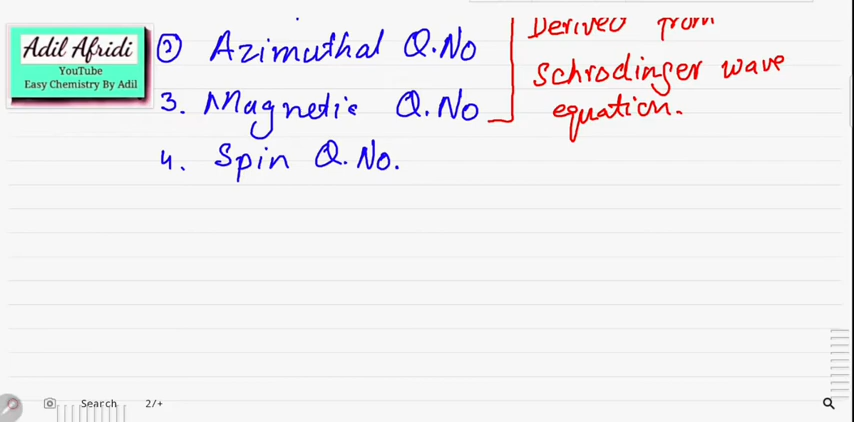 Derived from
Adil Afridi
YouTube
Easy Chemistry By Adil
2) Azimuthal Q.No
Schrodinger wave
3. Magnetic Q.No
equation.
4. Spin Q.No.
Search
2/+